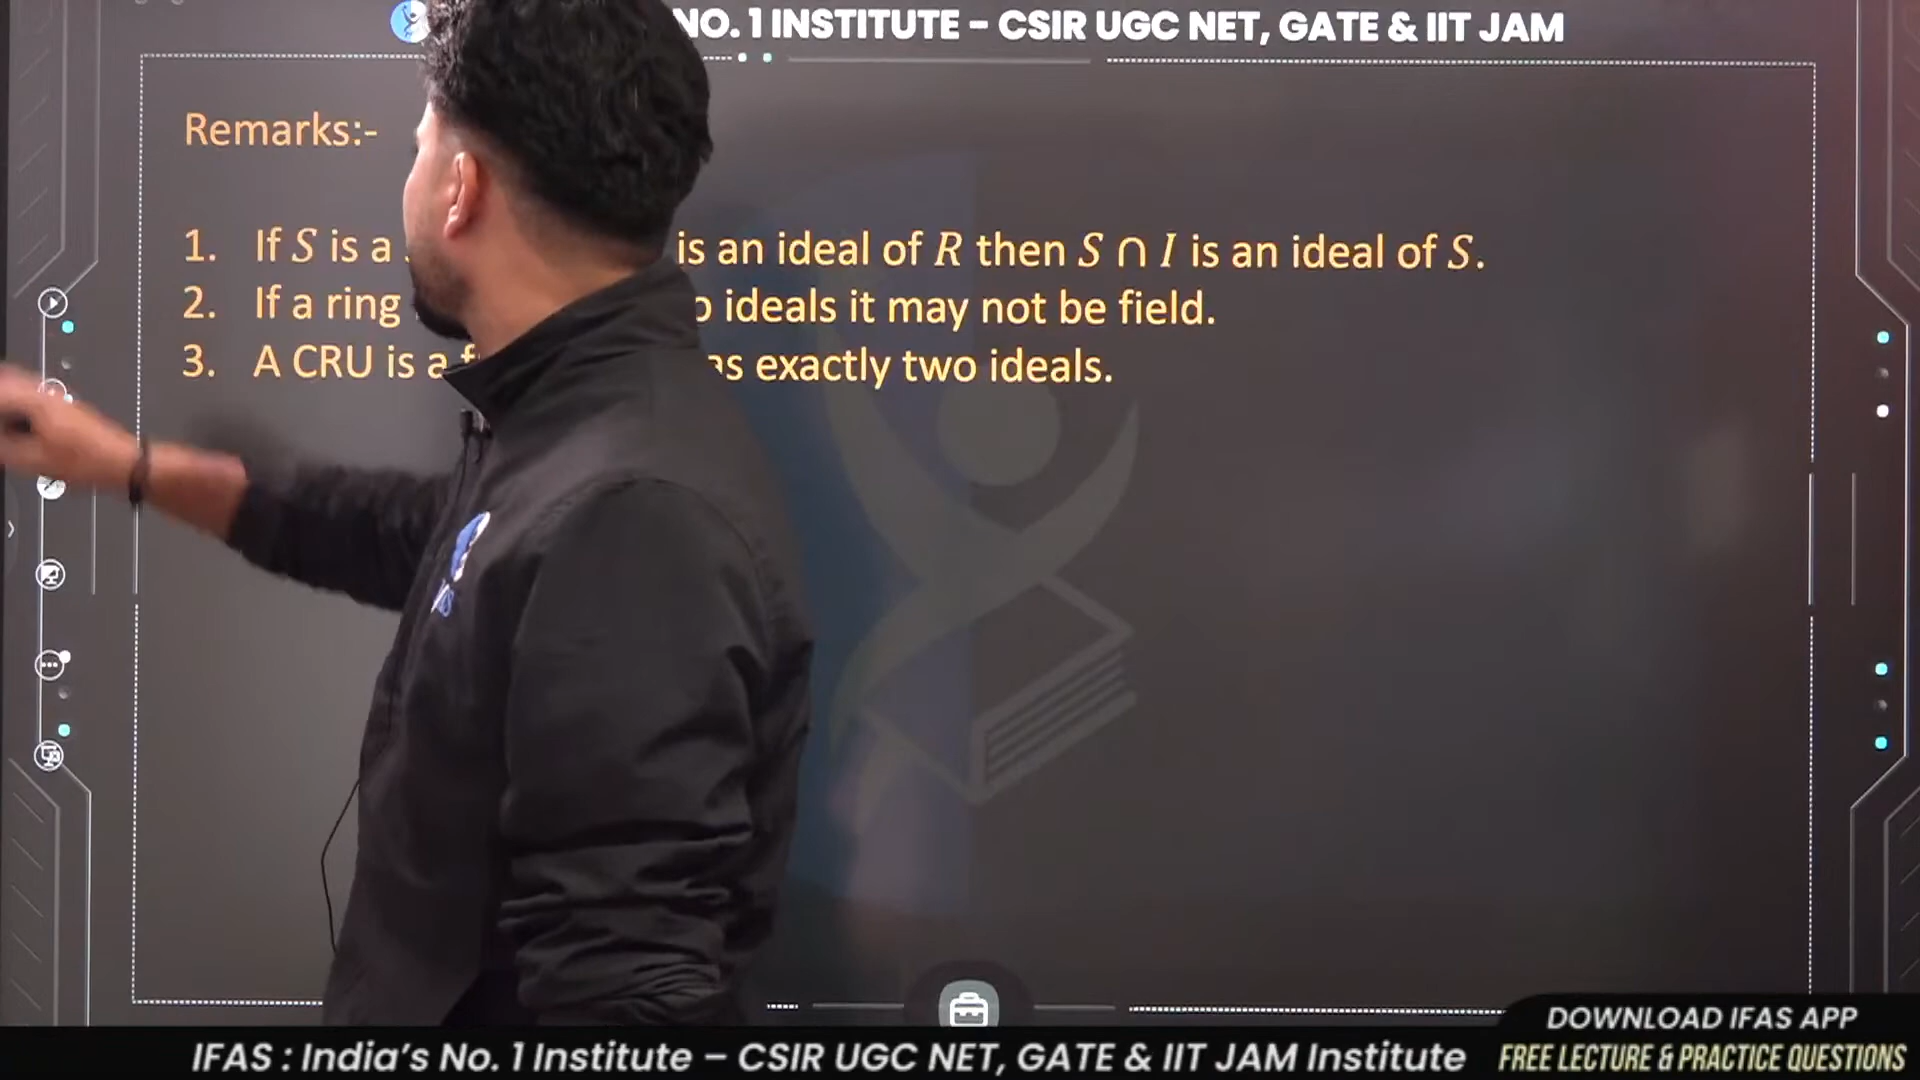 NO. 1 INSTITUTE – CSIR UGC NET, GATE & IIT JAM
Remarks:-
1. If S is a is an ideal of R then S ∩ I is an ideal of S.
2. If a ring ideals it may not be field.
3. A CRU is a exactly two ideals.
DOWNLOAD IFAS APP
IFAS : India's No. 1 Institute – CSIR UGC NET, GATE & IIT JAM Institute
FREE LECTURE & PRACTICE QUESTIONS